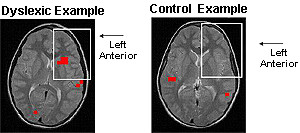 Dyslexic Example
Control Example
Left
Anterior
Left
Anterior